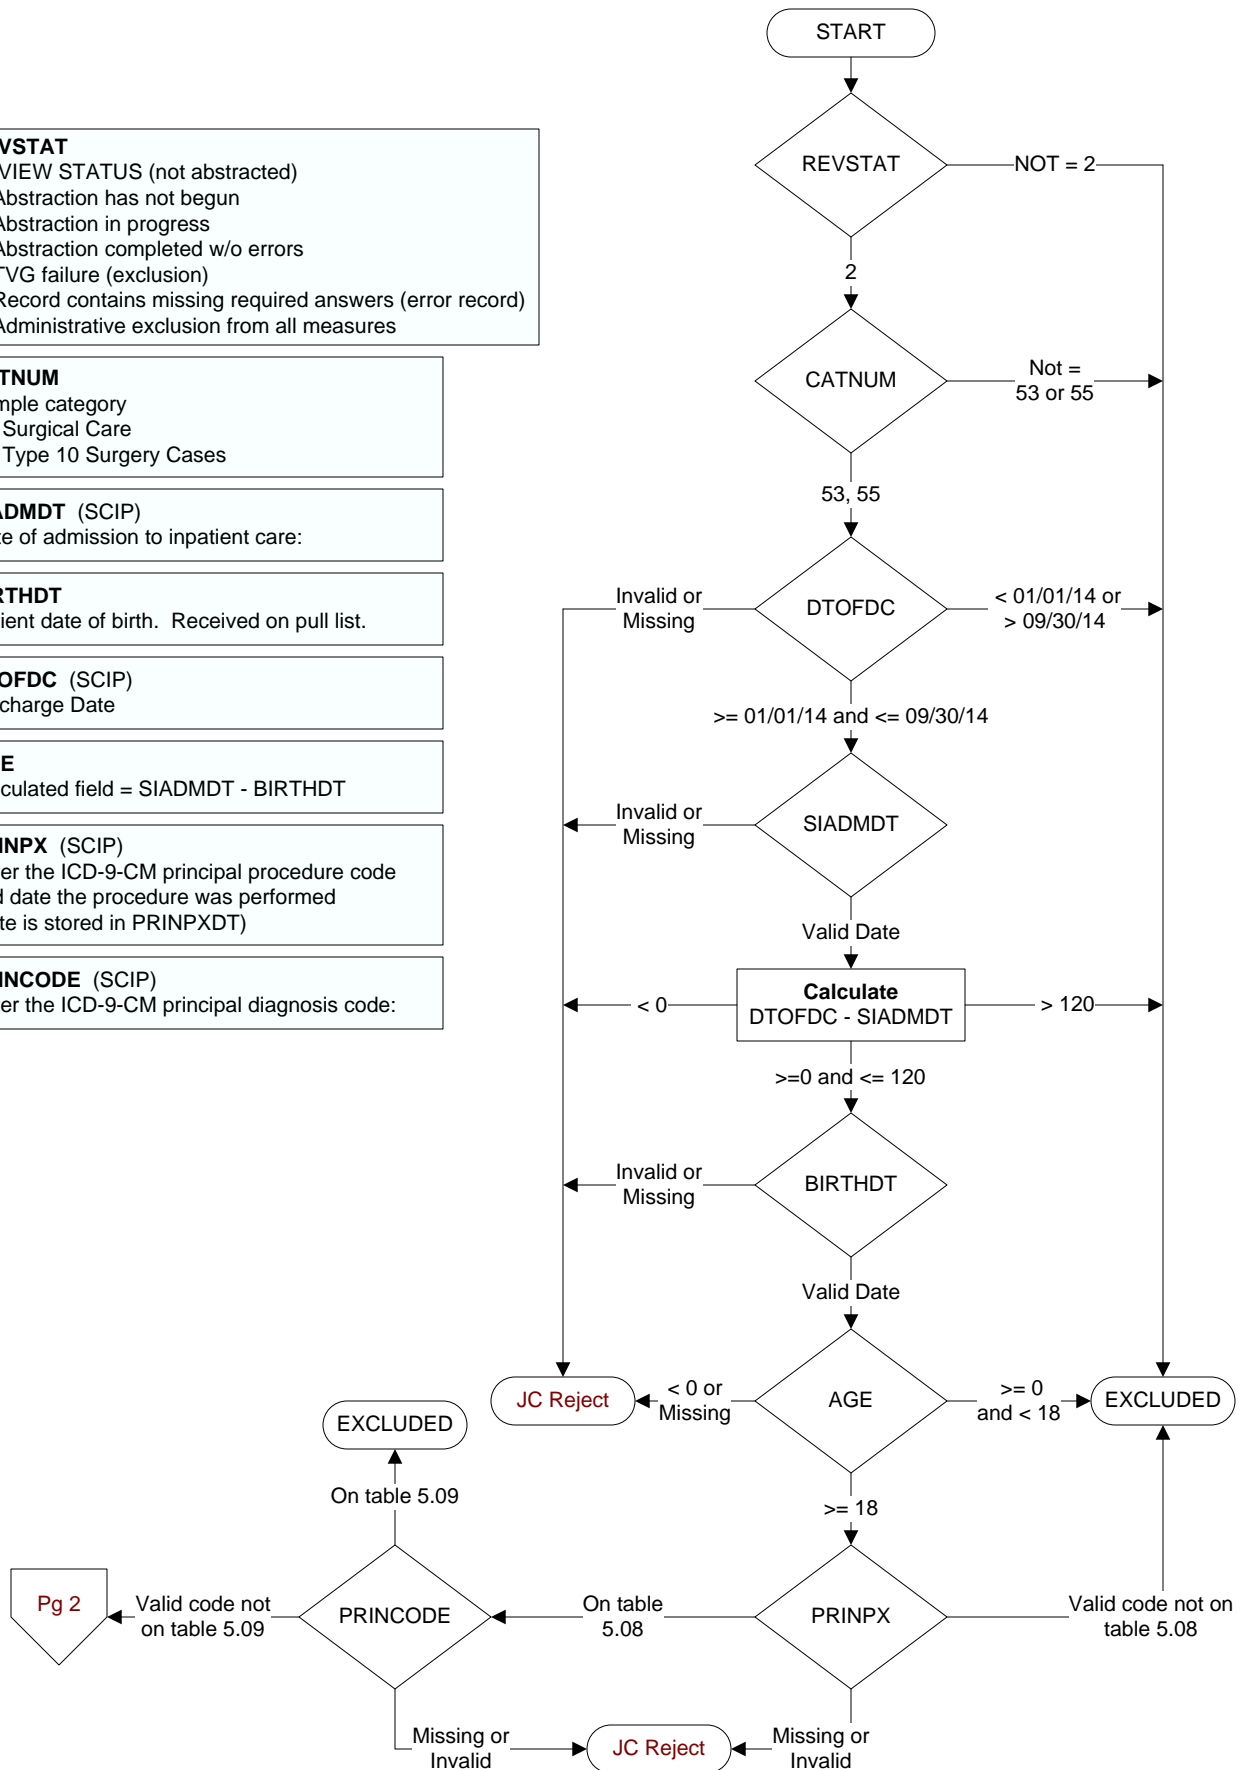 START
REVSTAT
NOT = 2
2
CATNUM
Not =
53 or 55
53, 55
DTOFDC
Invalid or
Missing
< 01/01/14 or
> 09/30/14
>= 01/01/14 and <= 09/30/14
SIADMDT
Invalid or
Missing
Valid Date
Calculate
DTOFDC - SIADMDT
< 0
> 120
>=0 and <= 120
BIRTHDT
Invalid or
Missing
Valid Date
AGE
< 0 or
Missing
JC Reject
>= 0
and < 18
EXCLUDED
>= 18
PRINPX
Valid code not on
table 5.08
On table
5.08
Missing or
Invalid
JC Reject
PRINCODE
On table 5.09
EXCLUDED
Valid code not
on table 5.09
Pg 2
Missing or
Invalid
VSTAT
VIEW STATUS (not abstracted)
Abstraction has not begun
Abstraction in progress
Abstraction completed w/o errors
TVG failure (exclusion)
Record contains missing required answers (error record)
Administrative exclusion from all measures
TNUM
mple category
Surgical Care
Type 10 Surgery Cases
ADMDT (SCIP)
te of admission to inpatient care:
RTHDT
ient date of birth. Received on pull list.
OFDC (SCIP)
charge Date
E
culated field = SIADMDT - BIRTHDT
INPX (SCIP)
er the ICD-9-CM principal procedure code
d date the procedure was performed
te is stored in PRINPXDT)
INCODE (SCIP)
er the ICD-9-CM principal diagnosis code: